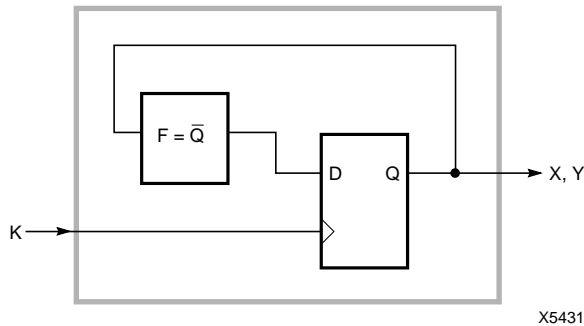 F = Q̅
D Q
X, Y
K
X5431